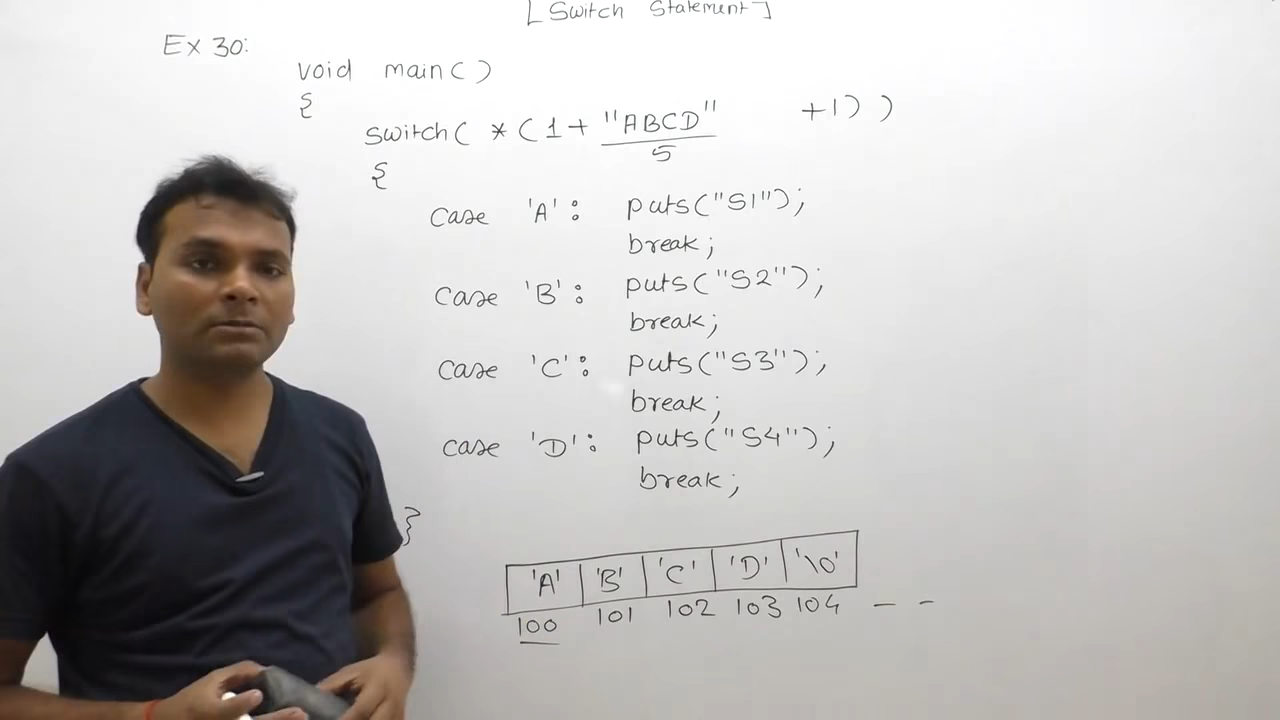 [Switch Statement]
Ex 30:
void main()
{
switch( *(1+"ABCD" +1))
5
{
case 'A': puts("S1");
break;
case 'B': puts("S2");
break;
case 'C': puts("S3");
break;
case 'D': puts("S4");
break;
}
'A' 'B' 'C' 'D' '\0'
100 101 102 103 104 – –